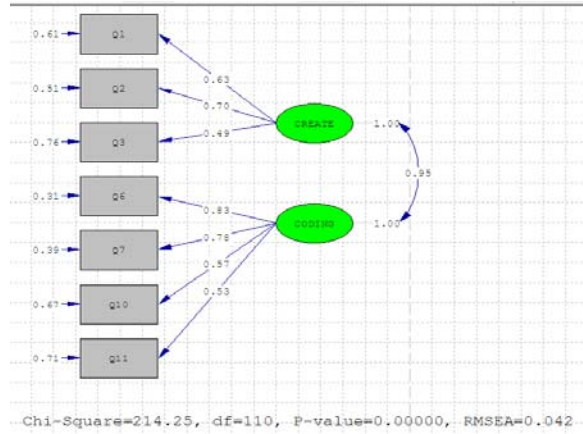 0.61 Q1
0.63
0.51 Q2
0.70
CREATE 1.00
0.76 Q3
0.49
0.95
0.31 Q6
0.83
CODING 1.00
0.39 Q7
0.78
0.57
0.67 Q10
0.53
0.71 Q11
Chi-Square=214.25, df=110, P-value=0.00000, RMSEA=0.042